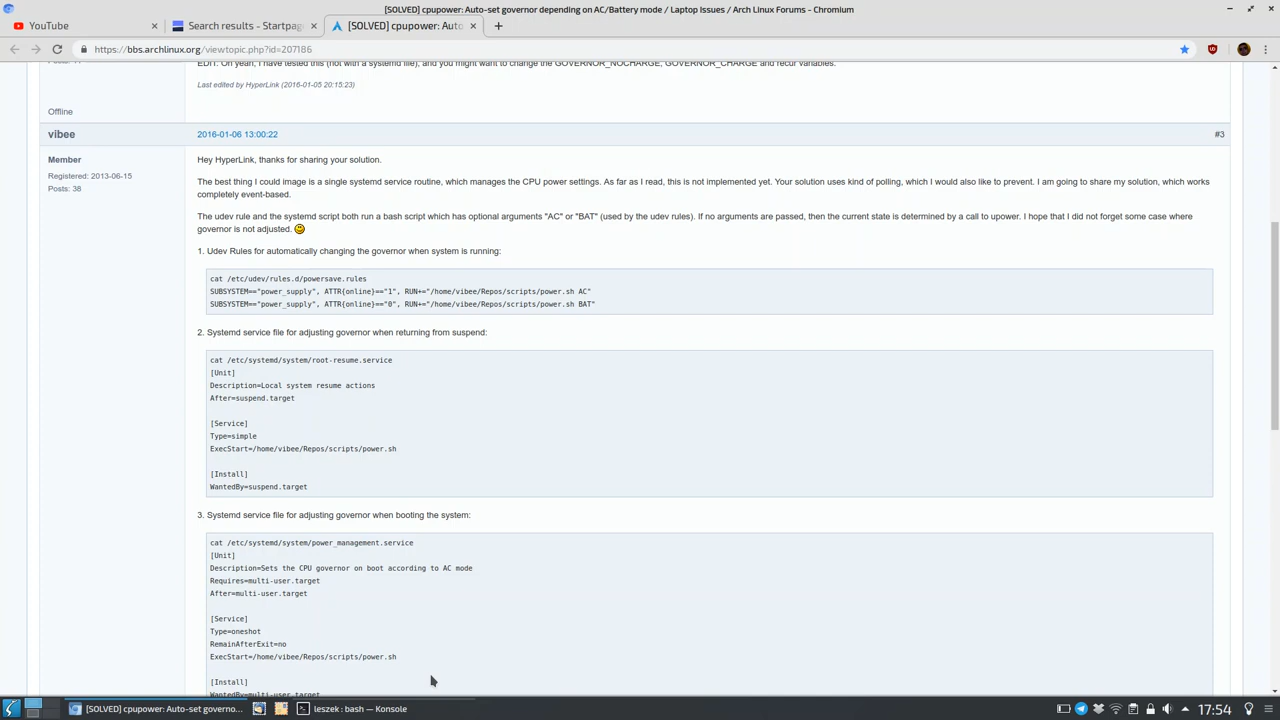 [SOLVED] cpupower: Auto-set governor depending on AC/Battery mode / Laptop Issues / Arch Linux Forums - Chromium
YouTube
Search results - Startpag
[SOLVED] cpupower: Auto
https://bbs.archlinux.org/viewtopic.php?id=207186
EDIT: Oh yeah, I have tested this (not with a systemd file), and you might want to change the GOVERNOR_NOCHARGE, GOVERNOR_CHARGE and recur variables.
Last edited by HyperLink (2016-01-05 20:15:23)
Offline
vibee
2016-01-06 13:00:22
#3
Member
Registered: 2013-06-15
Posts: 38
Hey HyperLink, thanks for sharing your solution.
The best thing I could image is a single systemd service routine, which manages the CPU power settings. As far as I read, this is not implemented yet. Your solution uses kind of polling, which I would also like to prevent. I am going to share my solution, which works
completely event-based.
The udev rule and the systemd script both run a bash script which has optional arguments "AC" or "BAT" (used by the udev rules). If no arguments are passed, then the current state is determined by a call to upower. I hope that I did not forget some case where
governor is not adjusted.
1. Udev Rules for automatically changing the governor when system is running:
cat /etc/udev/rules.d/powersave.rules
SUBSYSTEM=="power_supply", ATTR{online}=="1", RUN+="/home/vibee/Repos/scripts/power.sh AC"
SUBSYSTEM=="power_supply", ATTR{online}=="0", RUN+="/home/vibee/Repos/scripts/power.sh BAT"
2. Systemd service file for adjusting governor when returning from suspend:
cat /etc/systemd/system/root-resume.service
[Unit]
Description=Local system resume actions
After=suspend.target
[Service]
Type=simple
ExecStart=/home/vibee/Repos/scripts/power.sh
[Install]
WantedBy=suspend.target
3. Systemd service file for adjusting governor when booting the system:
cat /etc/systemd/system/power_management.service
[Unit]
Description=Sets the CPU governor on boot according to AC mode
Requires=multi-user.target
After=multi-user.target
[Service]
Type=oneshot
RemainAfterExit=no
ExecStart=/home/vibee/Repos/scripts/power.sh
[Install]
WantedBy=multi-user.target
[SOLVED] cpupower: Auto-set governo...
leszek : bash — Konsole
17:54